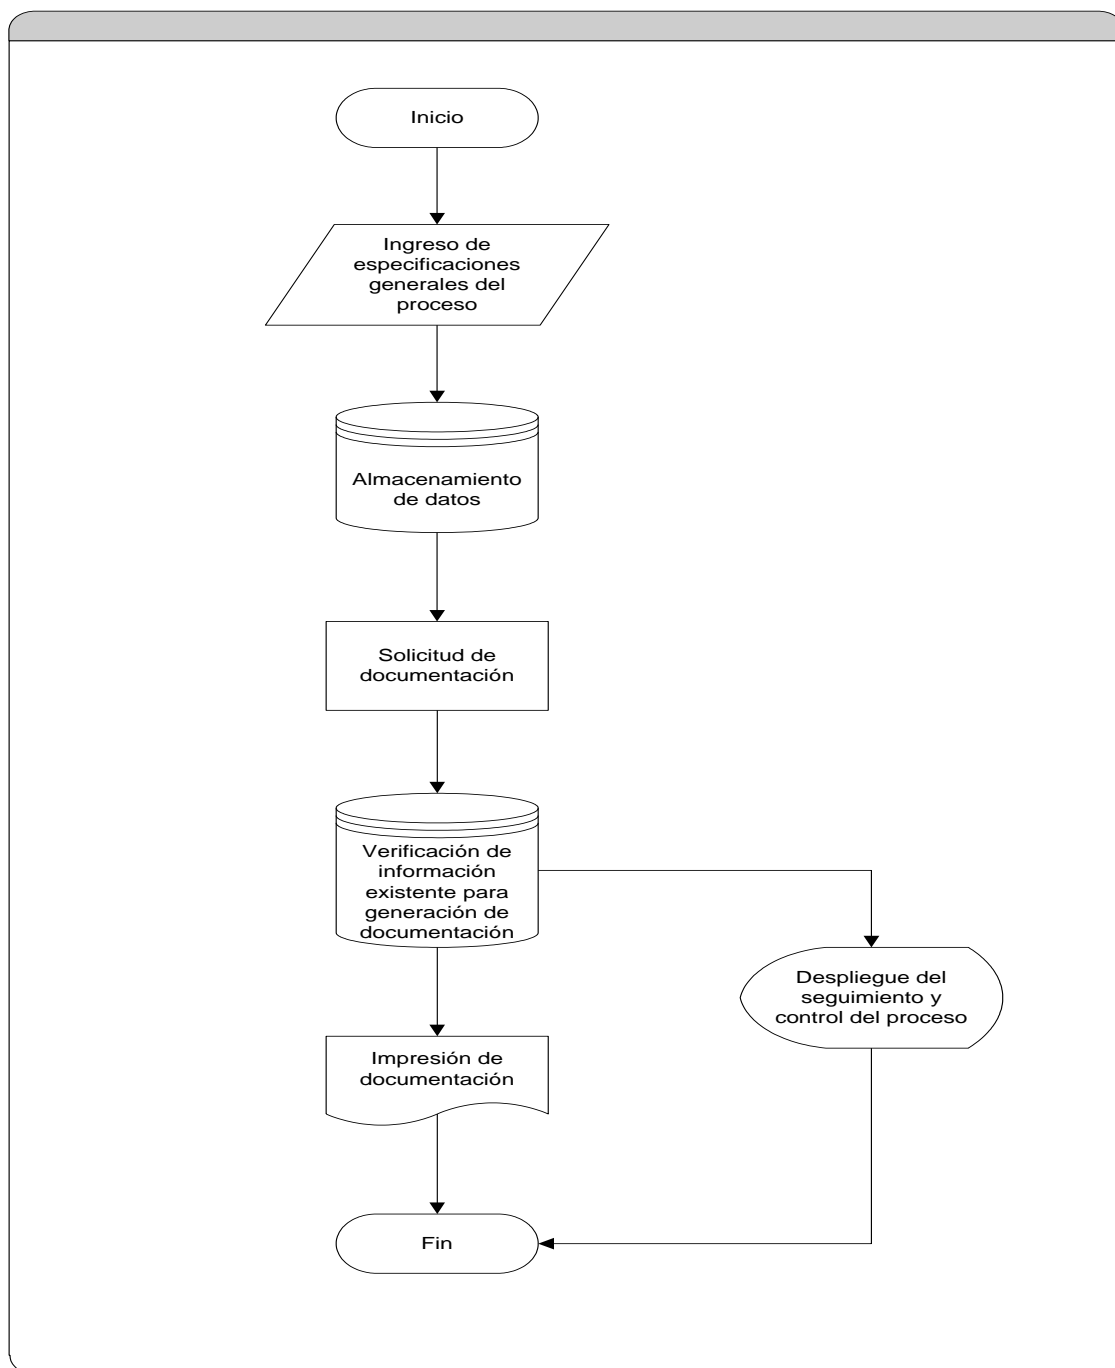 Inicio
Ingreso de
especificaciones
generales del
proceso
Almacenamiento
de datos
Solicitud de
documentación
Verificación de
información
existente para
generación de
documentación
Despliegue del
seguimiento y
control del proceso
Impresión de
documentación
Fin